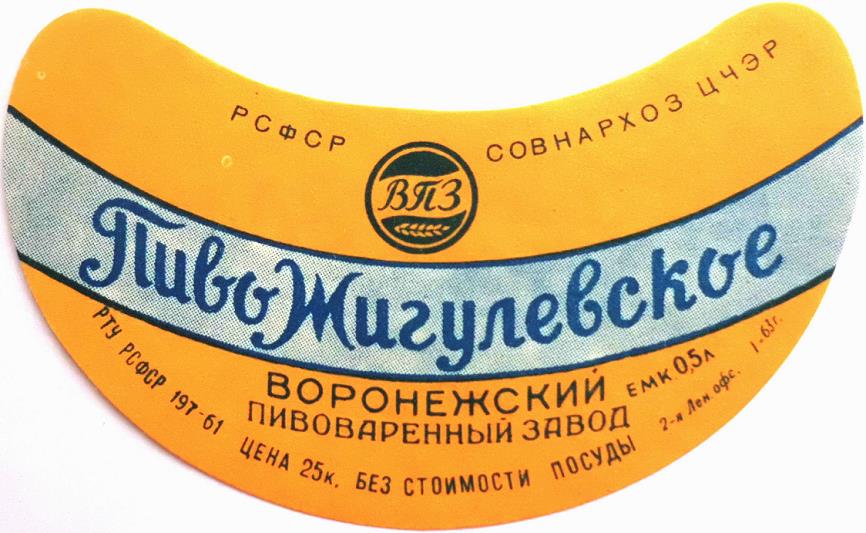 РСФСР СОВНАРХОЗ ЦЧЭР
ВПЗ
Пиво Жигулевское
РТУ РСФСР 197-61
ВОРОНЕЖСКИЙ
ПИВОВАРЕННЫЙ ЗАВОД
ЕМК. 0,5л
ЦЕНА 25к. БЕЗ СТОИМОСТИ ПОСУДЫ
2-я Лен. офс. 1-63г.